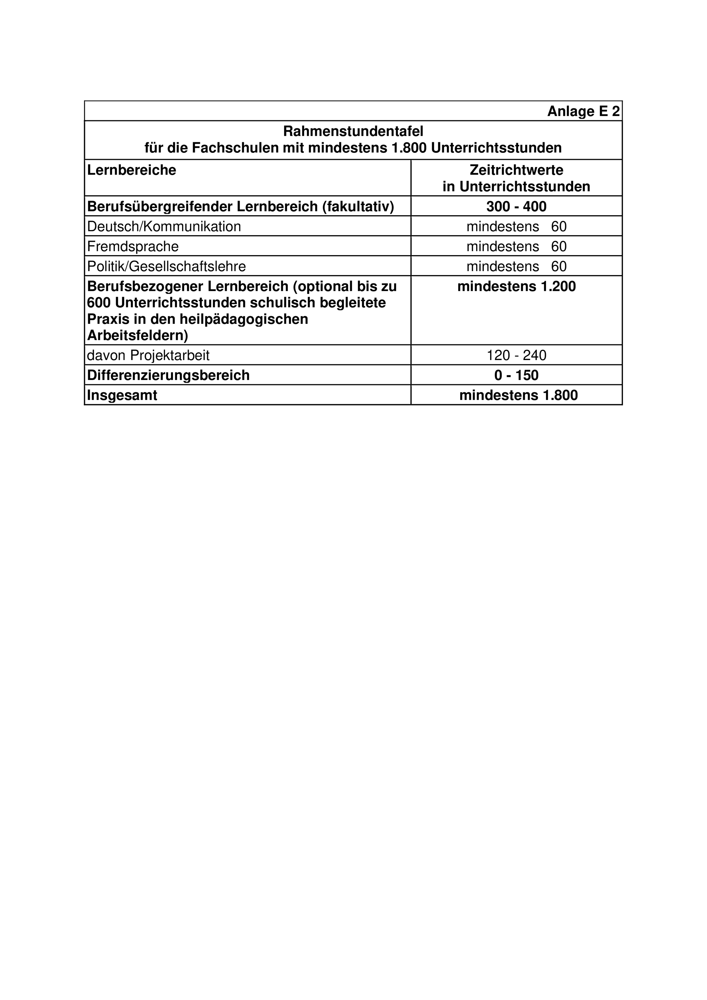 Anlage E 2
Rahmenstundentafel
für die Fachschulen mit mindestens 1.800 Unterrichtsstunden
Lernbereiche
Zeitrichtwerte
in Unterrichtsstunden
Berufsübergreifender Lernbereich (fakultativ) 300 - 400
Deutsch/Kommunikation mindestens 60
Fremdsprache mindestens 60
Politik/Gesellschaftslehre mindestens 60
Berufsbezogener Lernbereich (optional bis zu mindestens 1.200
600 Unterrichtsstunden schulisch begleitete
Praxis in den heilpädagogischen
Arbeitsfeldern)
davon Projektarbeit 120 - 240
Differenzierungsbereich 0 - 150
Insgesamt mindestens 1.800